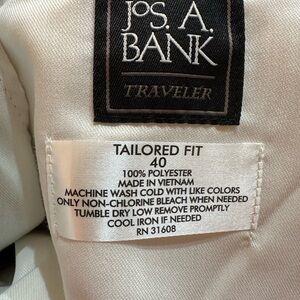 JOS. A.
BANK
TRAVELER
TAILORED FIT
40
100% POLYESTER
MADE IN VIETNAM
MACHINE WASH COLD WITH LIKE COLORS
ONLY NON-CHLORINE BLEACH WHEN NEEDED
TUMBLE DRY LOW REMOVE PROMPTLY
COOL IRON IF NEEDED
RN 31608